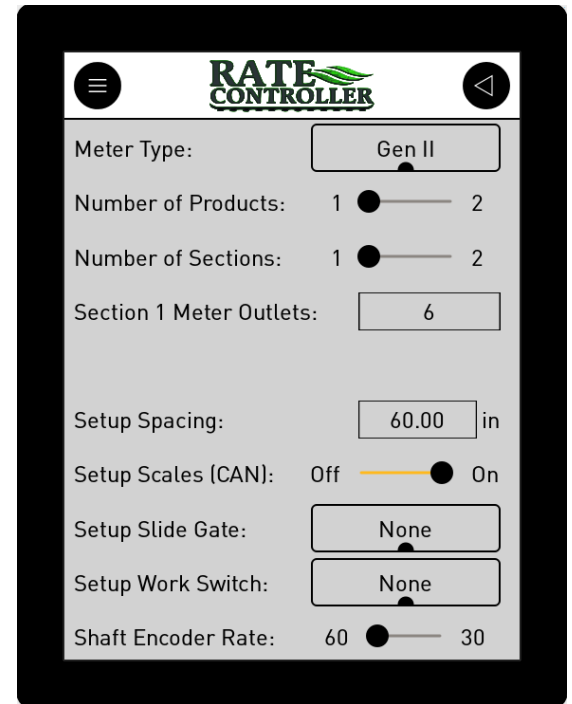 RATE
CONTROLLER
Meter Type: Gen II
Number of Products: 1 2
Number of Sections: 1 2
Section 1 Meter Outlets: 6
Setup Spacing: 60.00 in
Setup Scales (CAN): Off On
Setup Slide Gate: None
Setup Work Switch: None
Shaft Encoder Rate: 60 30